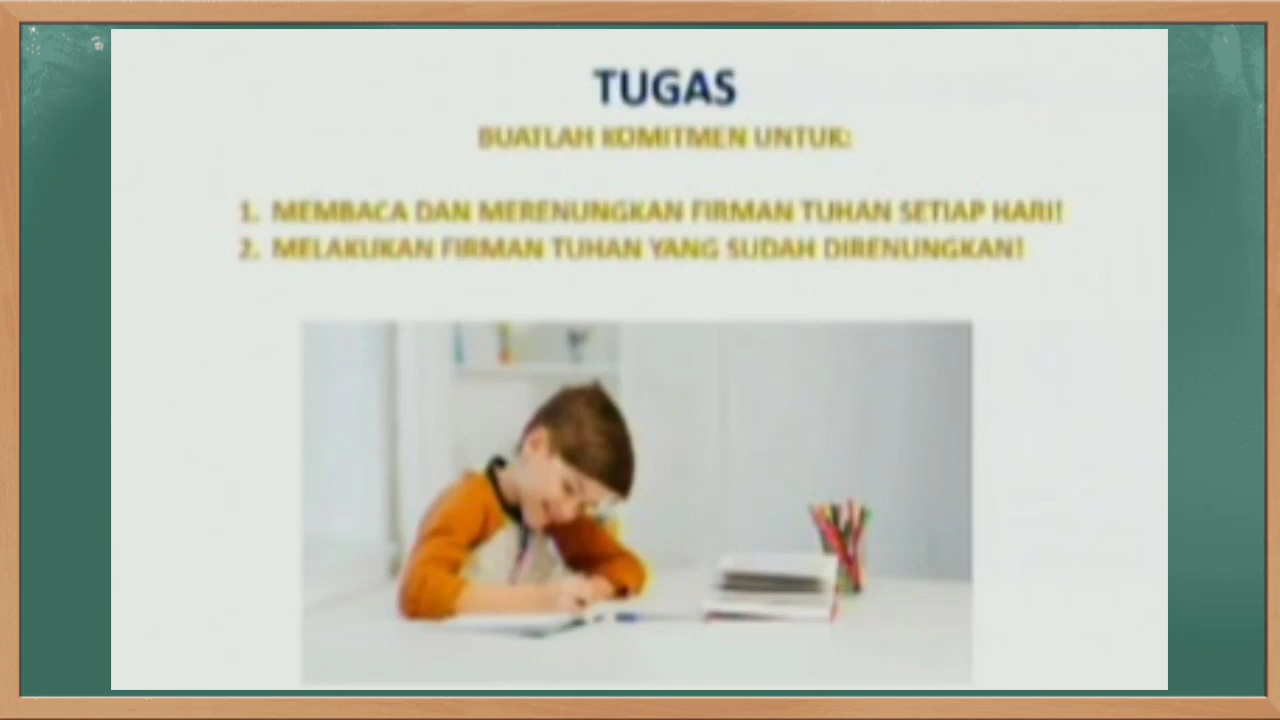 TUGAS
BUATLAH KOMITMEN UNTUK:
1. MEMBACA DAN MERENUNGKAN FIRMAN TUHAN SETIAP HARI!
2. MELAKUKAN FIRMAN TUHAN YANG SUDAH DIRENUNGKAN!